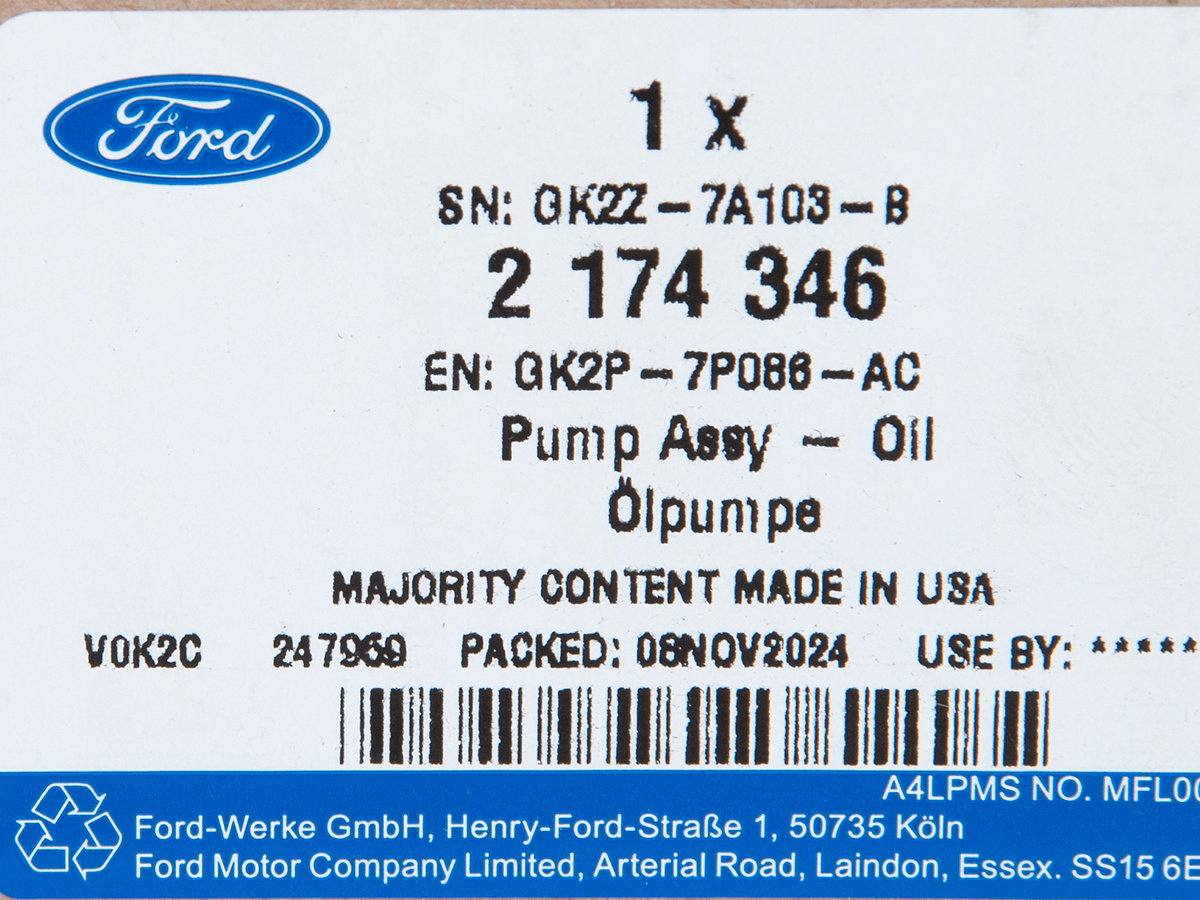 Ford
1 x
SN: GK2Z-7A103-B
2 174 346
EN: GK2P-7P086-AC
Pump Assy - Oil
Ölpumpe
MAJORITY CONTENT MADE IN USA
V0K2C 247969 PACKED: 08NOV2024 USE BY: *****
A4LPMS NO. MFL00
Ford-Werke GmbH, Henry-Ford-Straße 1, 50735 Köln
Ford Motor Company Limited, Arterial Road, Laindon, Essex. SS15 6E